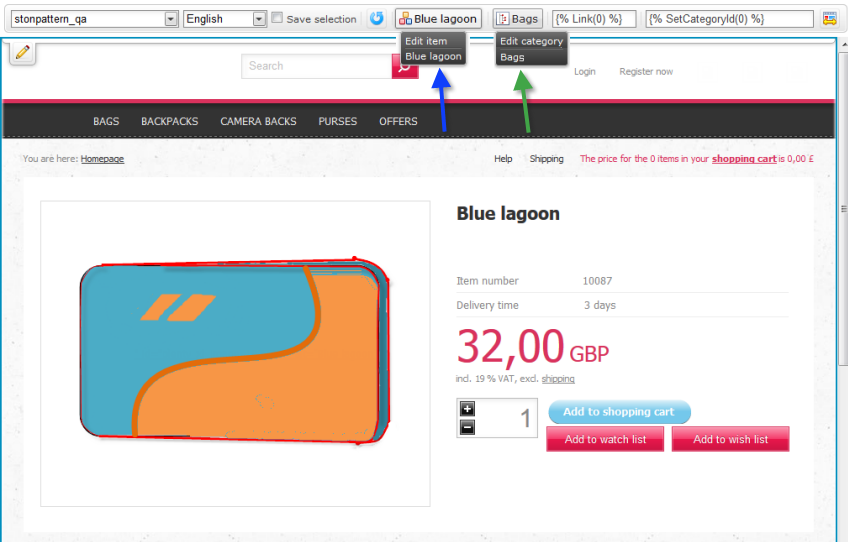 stonpattern_qa English Save selection Blue lagoon Bags {% Link(0) %} {% SetCategoryId(0) %}
Edit item Edit category
Blue lagoon Bags
Search Login Register now
BAGS BACKPACKS CAMERA BACKS PURSES OFFERS
You are here: Homepage Help Shipping The price for the 0 items in your shopping cart is 0,00 £
Blue lagoon
Item number 10087
Delivery time 3 days
32,00 GBP
incl. 19 % VAT, excl. shipping
1 Add to shopping cart
Add to watch list Add to wish list